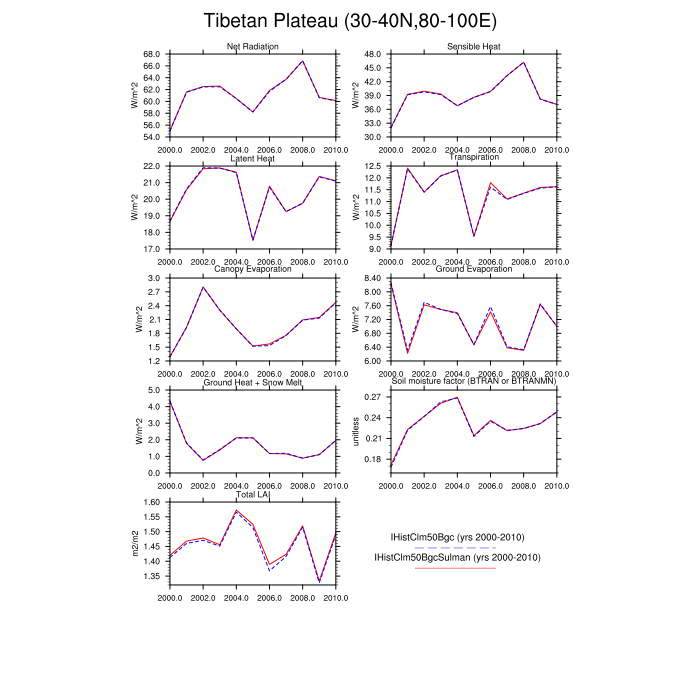 Tibetan Plateau (30-40N,80-100E)
Net Radiation
W/m^2
68.0
66.0
64.0
62.0
60.0
58.0
56.0
54.0
2000.0 2002.0 2004.0 2006.0 2008.0 2010.0
Sensible Heat
W/m^2
48.0
45.0
42.0
39.0
36.0
33.0
30.0
2000.0 2002.0 2004.0 2006.0 2008.0 2010.0
Latent Heat
W/m^2
22.0
21.0
20.0
19.0
18.0
17.0
2000.0 2002.0 2004.0 2006.0 2008.0 2010.0
Transpiration
W/m^2
12.5
12.0
11.5
11.0
10.5
10.0
9.5
9.0
2000.0 2002.0 2004.0 2006.0 2008.0 2010.0
Canopy Evaporation
W/m^2
3.0
2.7
2.4
2.1
1.8
1.5
1.2
2000.0 2002.0 2004.0 2006.0 2008.0 2010.0
Ground Evaporation
W/m^2
8.40
8.00
7.60
7.20
6.80
6.40
6.00
2000.0 2002.0 2004.0 2006.0 2008.0 2010.0
Ground Heat + Snow Melt
W/m^2
5.0
4.0
3.0
2.0
1.0
0.0
2000.0 2002.0 2004.0 2006.0 2008.0 2010.0
Soil moisture factor (BTRAN or BTRANMN)
unitless
0.27
0.24
0.21
0.18
2000.0 2002.0 2004.0 2006.0 2008.0 2010.0
Total LAI
m2/m2
1.60
1.55
1.50
1.45
1.40
1.35
2000.0 2002.0 2004.0 2006.0 2008.0 2010.0
IHistClm50Bgc (yrs 2000-2010)
IHistClm50BgcSulman (yrs 2000-2010)